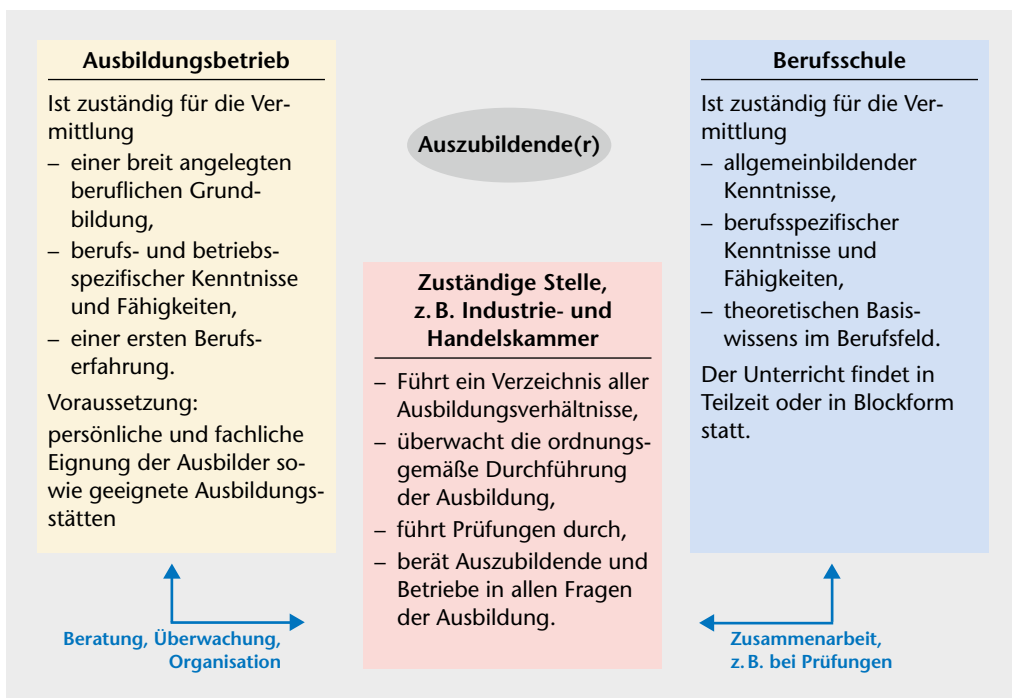 Ausbildungsbetrieb
Ist zuständig für die Ver-
mittlung
– einer breit angelegten
beruflichen Grund-
bildung,
– berufs- und betriebs-
spezifischer Kenntnisse
und Fähigkeiten,
– einer ersten Berufs-
erfahrung.
Voraussetzung:
persönliche und fachliche
Eignung der Ausbilder so-
wie geeignete Ausbildungs-
stätten
Auszubildende(r)
Zuständige Stelle,
z. B. Industrie- und
Handelskammer
– Führt ein Verzeichnis aller
Ausbildungsverhältnisse,
– überwacht die ordnungs-
gemäße Durchführung
der Ausbildung,
– führt Prüfungen durch,
– berät Auszubildende und
Betriebe in allen Fragen
der Ausbildung.
Berufsschule
Ist zuständig für die Ver-
mittlung
– allgemeinbildender
Kenntnisse,
– berufsspezifischer
Kenntnisse und
Fähigkeiten,
– theoretischen Basis-
wissens im Berufsfeld.
Der Unterricht findet in
Teilzeit oder in Blockform
statt.
Beratung, Überwachung,
Organisation
Zusammenarbeit,
z. B. bei Prüfungen